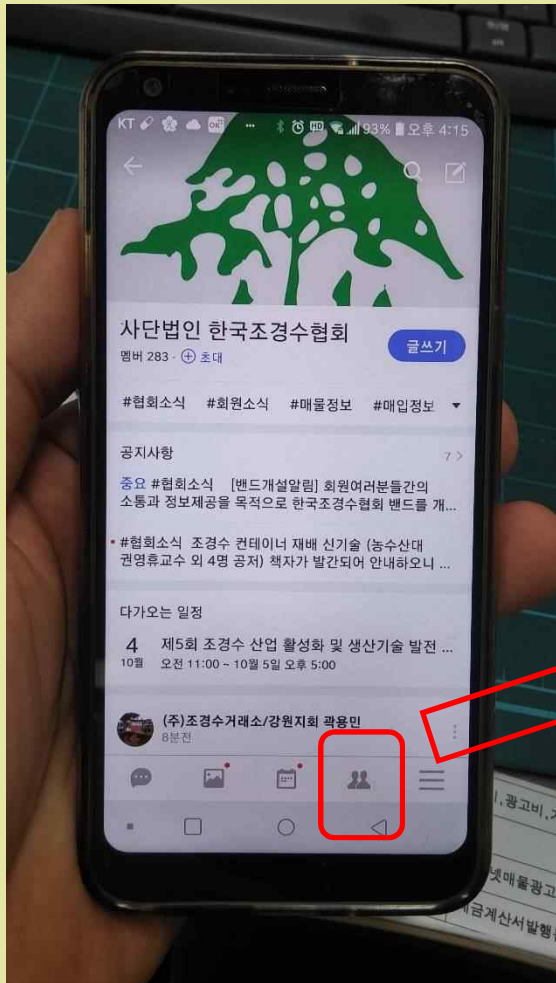 KT OK ... HD 93% 오후 4:15
사단법인 한국조경수협회
멤버 283 · 초대
글쓰기
#협회소식 #회원소식 #매물정보 #매입정보
공지사항
7 >
중요 #협회소식 [밴드개설알림] 회원여러분들간의
소통과 정보제공을 목적으로 한국조경수협회 밴드를 개...
#협회소식 조경수 컨테이너 재배 신기술 (농수산대
권영휴교수 외 4명 공저) 책자가 발간되어 안내하오니 ...
다가오는 일정
4 제5회 조경수 산업 활성화 및 생산기술 발전 ...
10월 오전 11:00 ~ 10월 5일 오후 5:00
(주)조경수거래소/강원지회 곽용민
8분전
광고비,
넷매물광고
금계산서발행